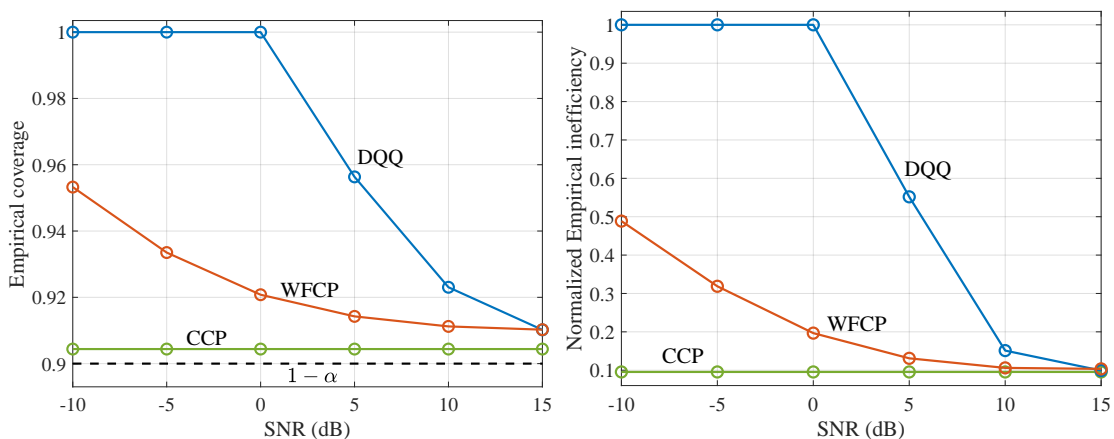 Empirical coverage
1
0.98
0.96
0.94
0.92
0.9
-10
-5
0
5
10
15
SNR (dB)
DQQ
WFCP
CCP
1 − α
Normalized Empirical inefficiency
1
0.9
0.8
0.7
0.6
0.5
0.4
0.3
0.2
0.1
-10
-5
0
5
10
15
SNR (dB)
DQQ
WFCP
CCP